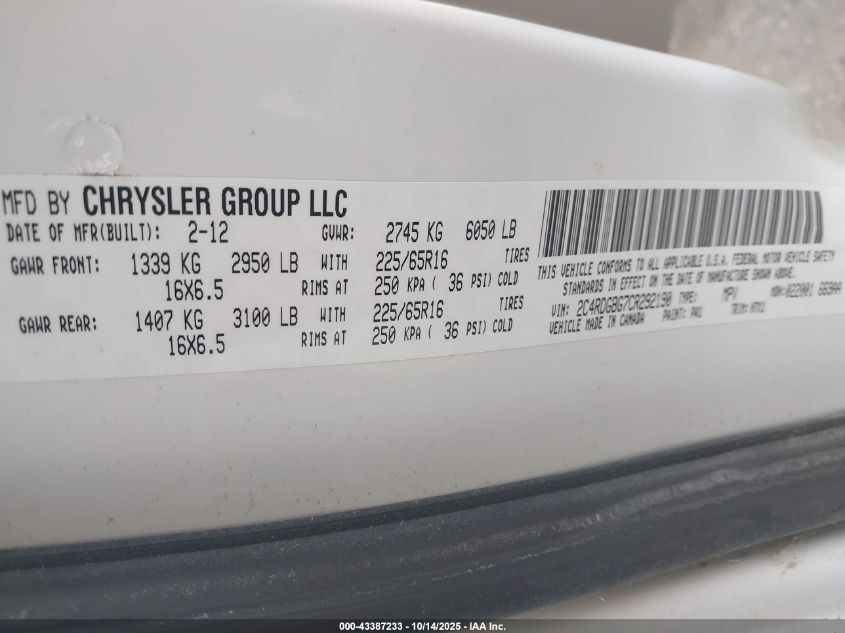 MFD BY CHRYSLER GROUP LLC
DATE OF MFR(BUILT): 2-12 GVWR: 2745 KG 6050 LB
GAWR FRONT: 1339 KG 2950 LB WITH 225/65R16 TIRES
16X6.5 RIMS AT 250 KPA ( 36 PSI) COLD
GAWR REAR: 1407 KG 3100 LB WITH 225/65R16 TIRES
16X6.5 RIMS AT 250 KPA ( 36 PSI) COLD
THIS VEHICLE CONFORMS TO ALL APPLICABLE U.S.A. FEDERAL MOTOR VEHICLE SAFETY
STANDARDS IN EFFECT ON THE DATE OF MANUFACTURE SHOWN ABOVE.
VIN: 2C4RDGBG7CR292190 TYPE: MPV MDH:022001 669AA
VEHICLE MADE IN CANADA PAINT: PW1 TRIM:
000-43387233 - 10/14/2025 - IAA Inc.